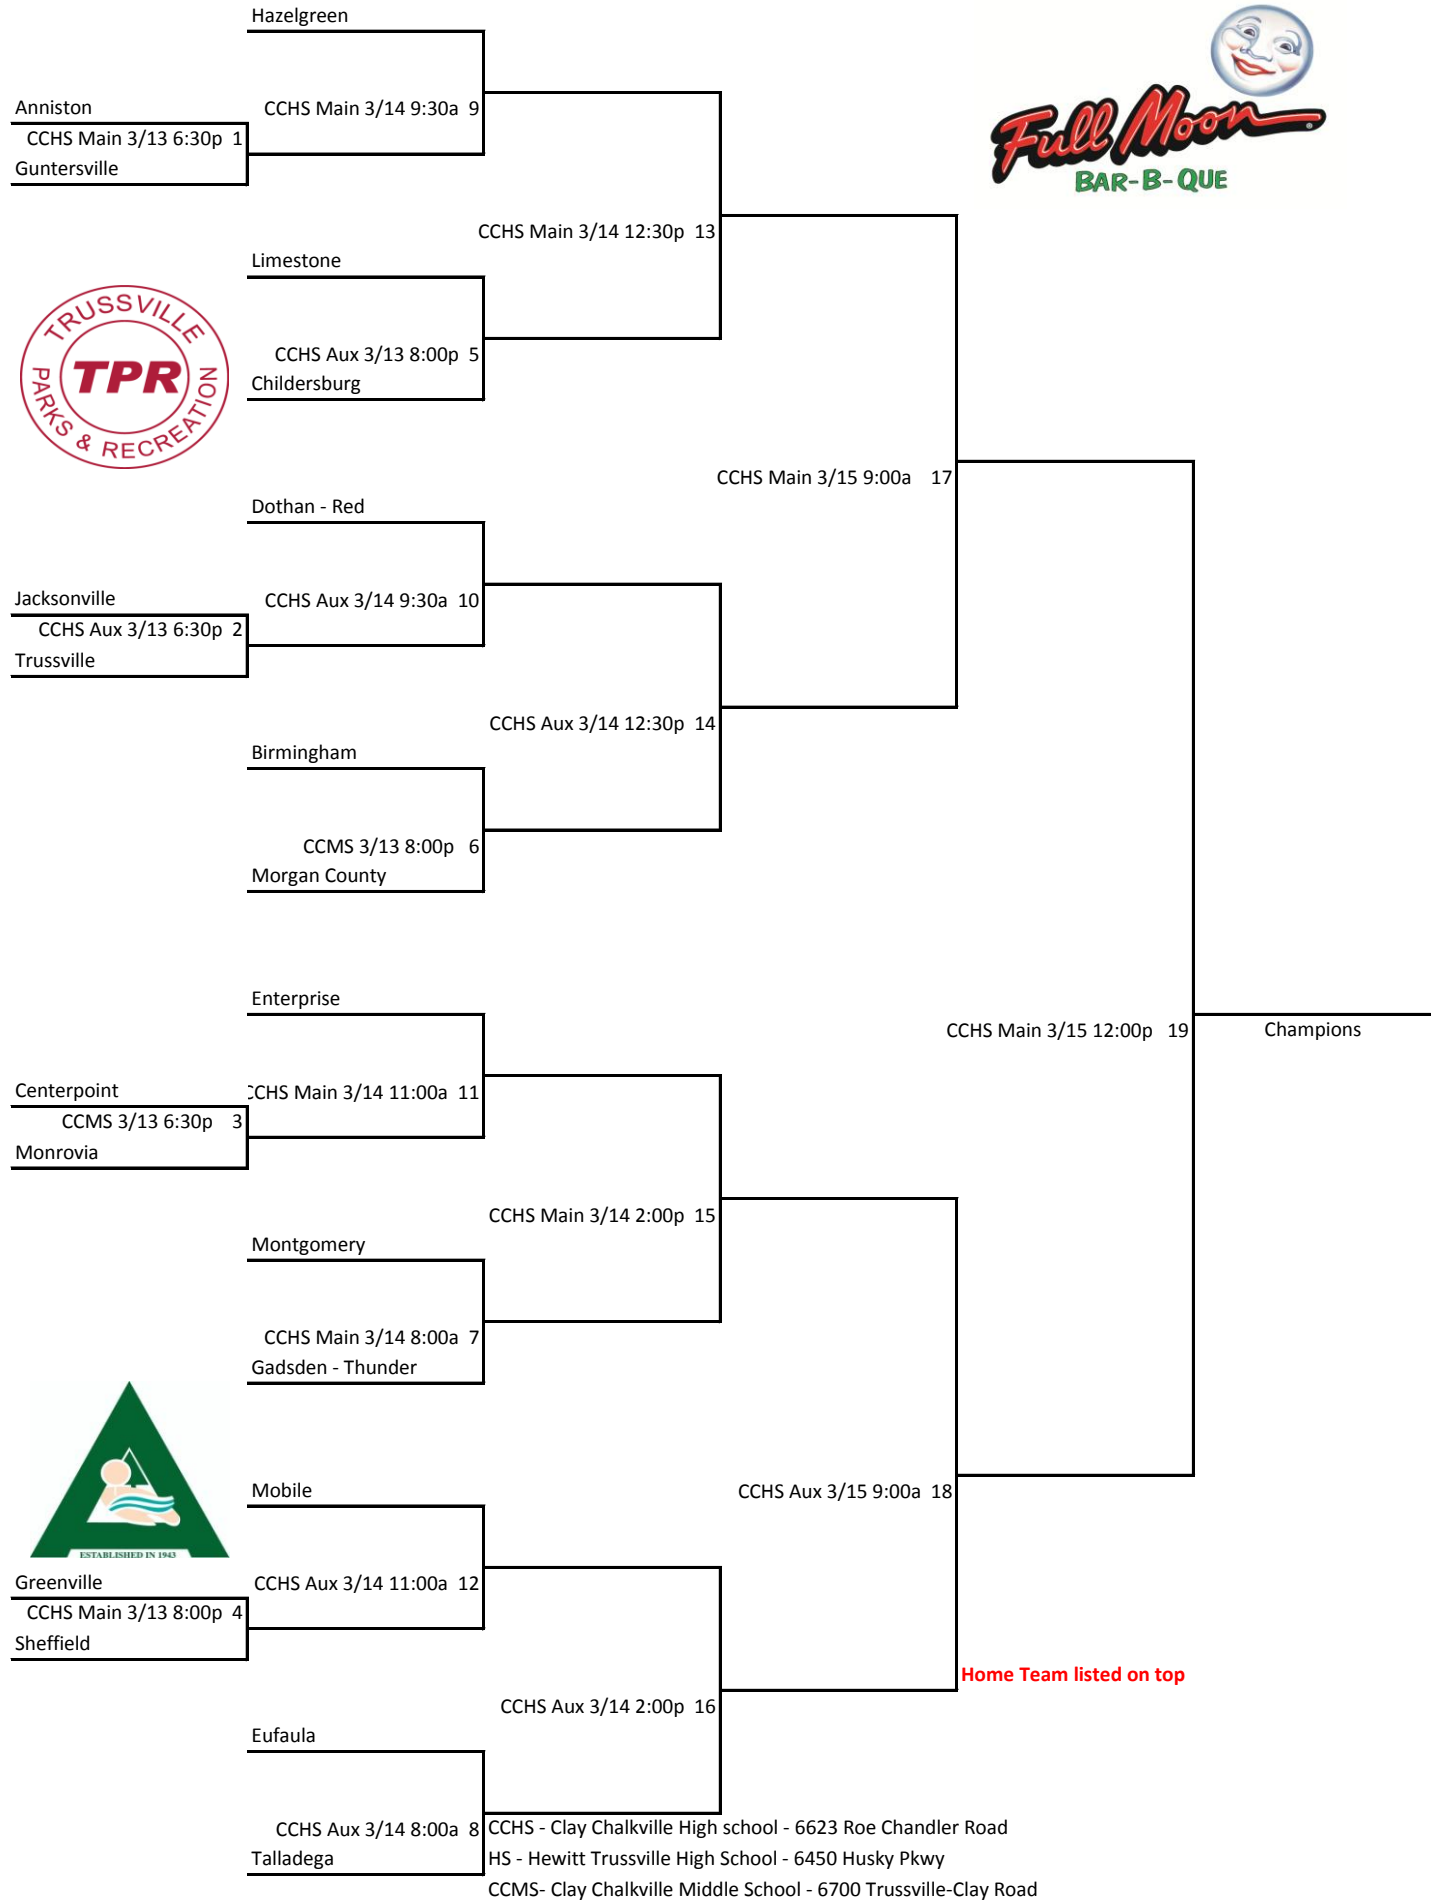 Hazelgreen
Full Moon
BAR-B-QUE
Anniston
CCHS Main 3/14 9:30a 9
CCHS Main 3/13 6:30p 1
Guntersville
CCHS Main 3/14 12:30p 13
Limestone
TRUSSVILLE
TPR
PARKS & RECREATION
CCHS Aux 3/13 8:00p 5
Childersburg
CCHS Main 3/15 9:00a 17
Dothan - Red
Jacksonville
CCHS Aux 3/14 9:30a 10
CCHS Aux 3/13 6:30p 2
Trussville
CCHS Aux 3/14 12:30p 14
Birmingham
CCMS 3/13 8:00p 6
Morgan County
Enterprise
CCHS Main 3/15 12:00p 19
Champions
Centerpoint
CCHS Main 3/14 11:00a 11
CCMS 3/13 6:30p 3
Monrovia
CCHS Main 3/14 2:00p 15
Montgomery
CCHS Main 3/14 8:00a 7
Gadsden - Thunder
Mobile
CCHS Aux 3/15 9:00a 18
ESTABLISHED IN 1943
Greenville
CCHS Aux 3/14 11:00a 12
CCHS Main 3/13 8:00p 4
Sheffield
Home Team listed on top
CCHS Aux 3/14 2:00p 16
Eufaula
CCHS Aux 3/14 8:00a 8
CCHS - Clay Chalkville High school - 6623 Roe Chandler Road
Talladega
HS - Hewitt Trussville High School - 6450 Husky Pkwy
CCMS- Clay Chalkville Middle School - 6700 Trussville-Clay Road